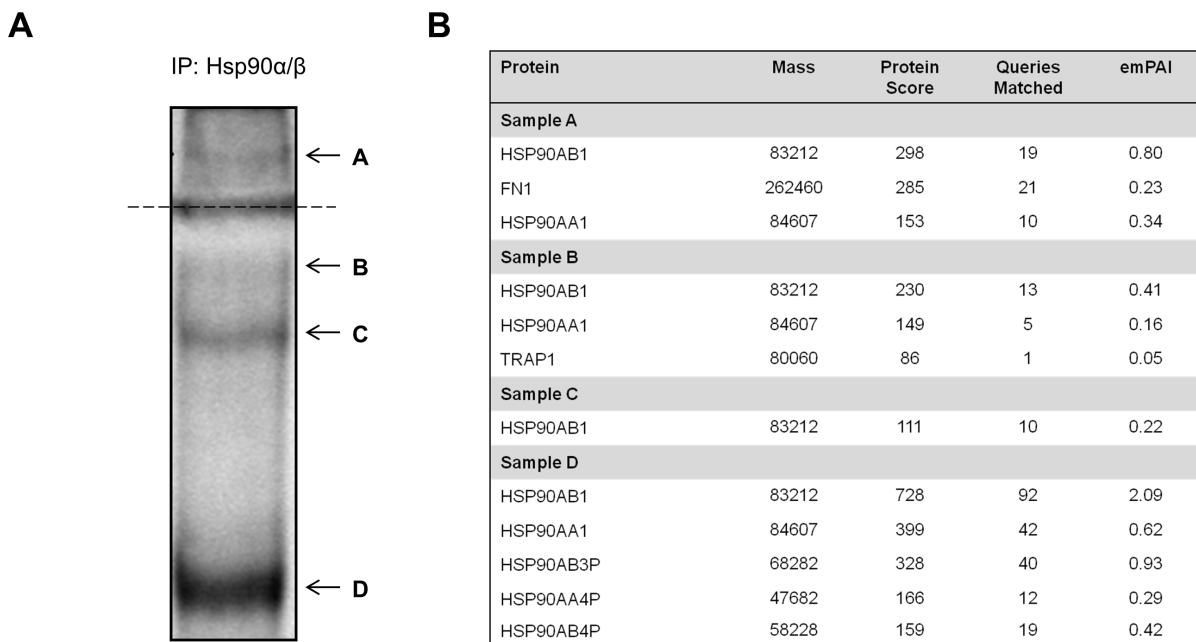 A
B
IP: Hsp90α/β
A
B
C
D
Protein Mass Protein Score Queries Matched emPAI
Sample A
HSP90AB1 83212 298 19 0.80
FN1 262460 285 21 0.23
HSP90AA1 84607 153 10 0.34
Sample B
HSP90AB1 83212 230 13 0.41
HSP90AA1 84607 149 5 0.16
TRAP1 80060 86 1 0.05
Sample C
HSP90AB1 83212 111 10 0.22
Sample D
HSP90AB1 83212 728 92 2.09
HSP90AA1 84607 399 42 0.62
HSP90AB3P 68282 328 40 0.93
HSP90AA4P 47682 166 12 0.29
HSP90AB4P 58228 159 19 0.42